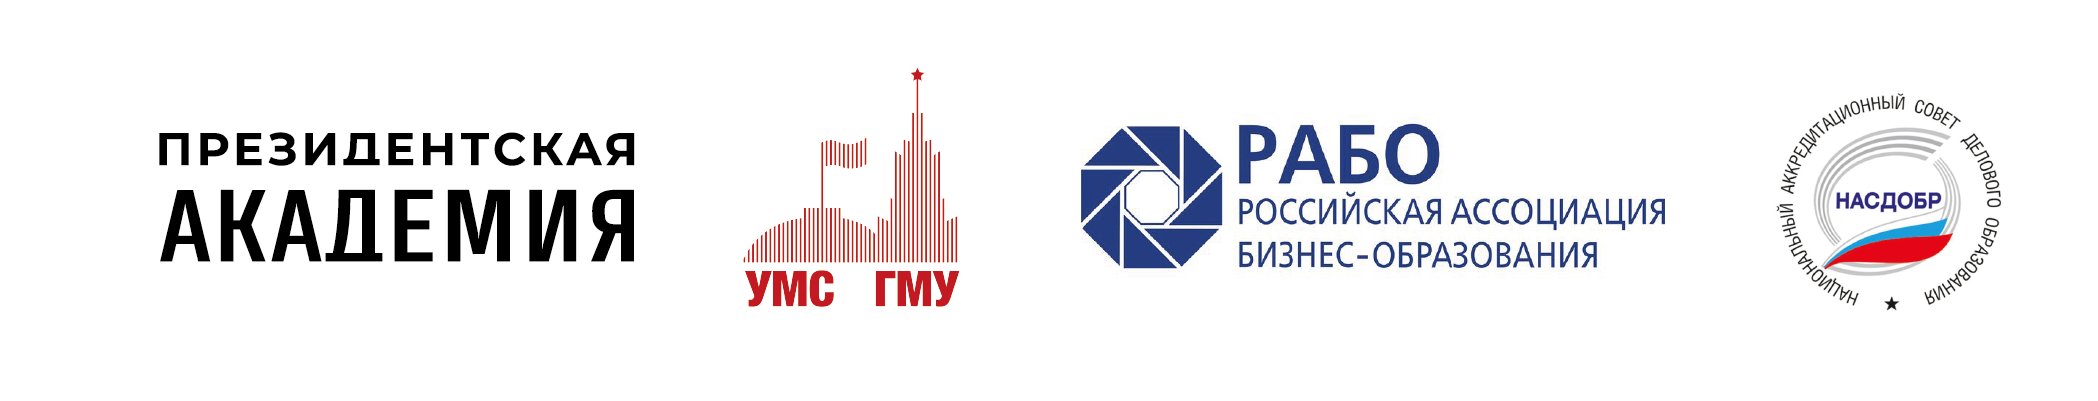 ПРЕЗИДЕНТСКАЯ
АКАДЕМИЯ
УМС ГМУ
РАБО
РОССИЙСКАЯ АССОЦИАЦИЯ
БИЗНЕС-ОБРАЗОВАНИЯ
НАЦИОНАЛЬНЫЙ АККРЕДИТАЦИОННЫЙ СОВЕТ ДЕЛОВОГО ОБРАЗОВАНИЯ
НАСДОБР